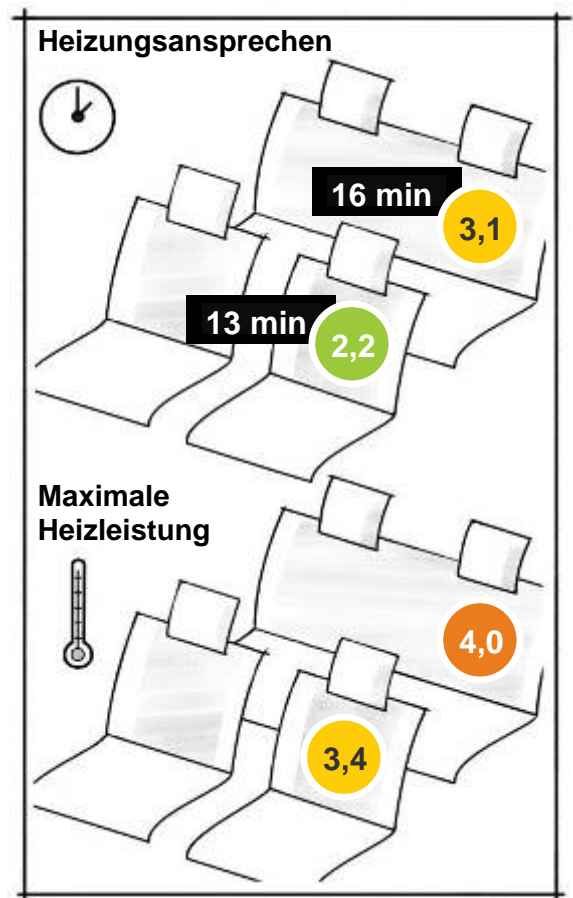 Heizungsansprechen
16 min
3,1
13 min
2,2
Maximale
Heizleistung
4,0
3,4